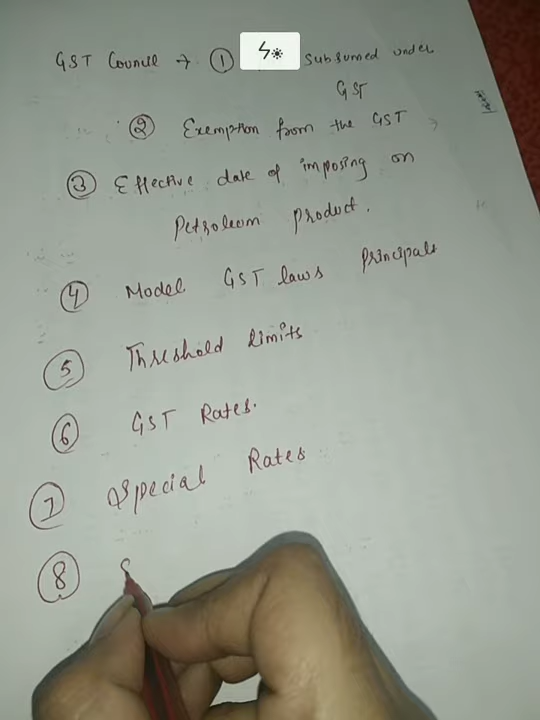 GST Council → ① subsumed under
GST
② Exemption from the GST
③ Effective date of imposing on
Petroleum product.
④ Model GST laws Principals
⑤ Threshold limits
⑥ GST Rates.
⑦ Special Rates
⑧ S